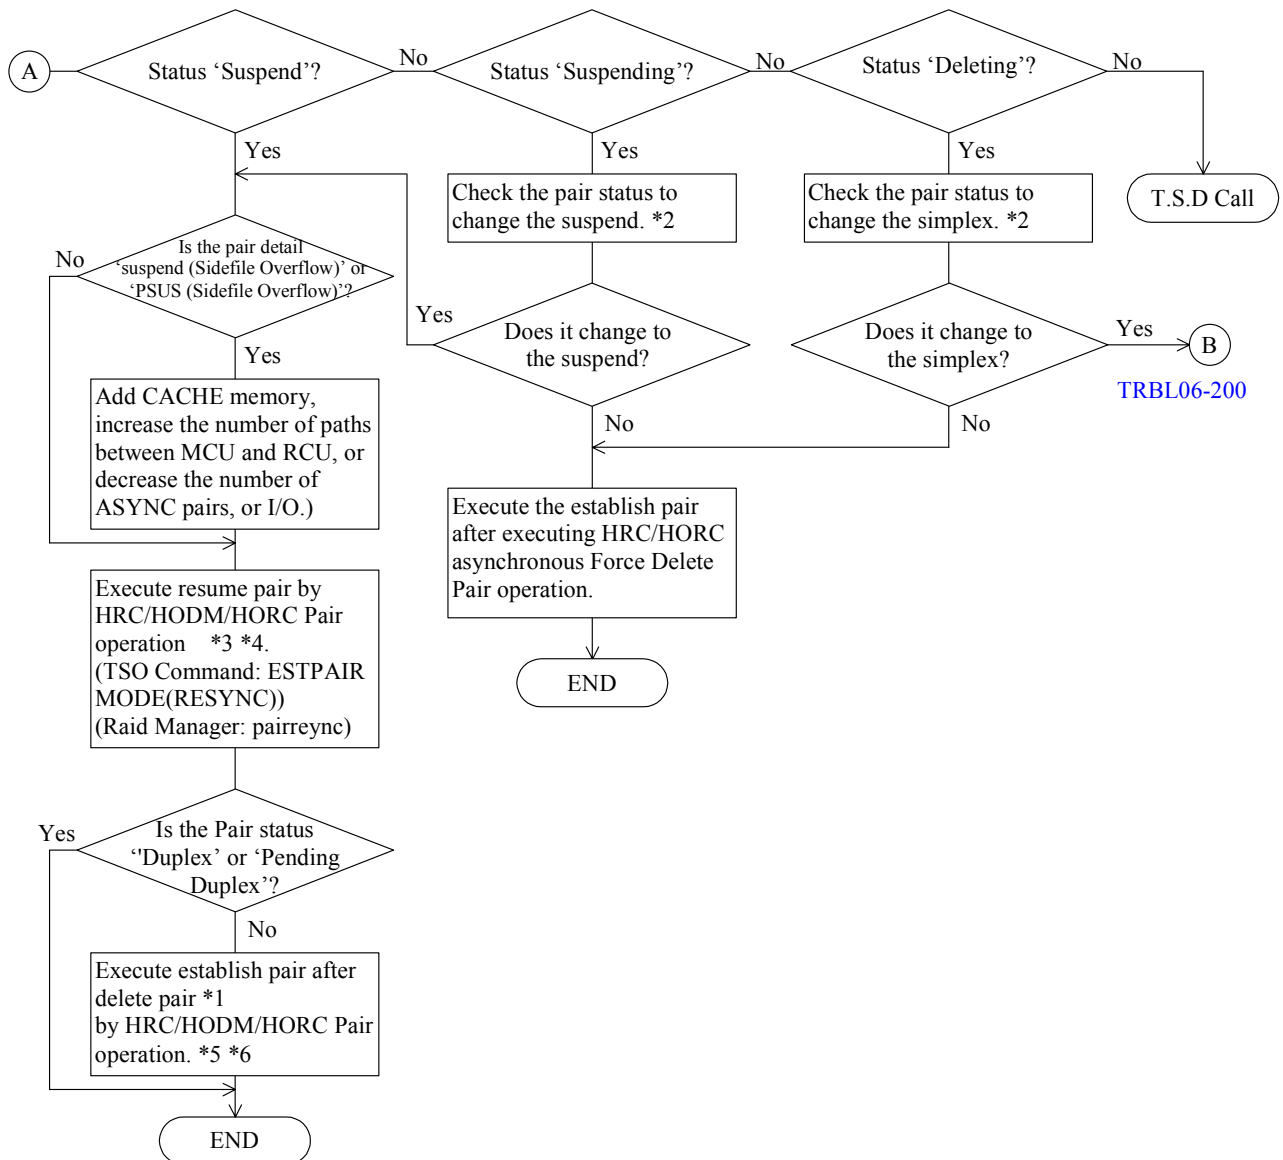 A
Status ‘Suspend’?
No
Status ‘Suspending’?
No
Status ‘Deleting’?
No
Yes
Yes
Yes
Check the pair status to
change the suspend. *2
Check the pair status to
change the simplex. *2
T.S.D Call
No
Is the pair detail
‘suspend (Sidefile Overflow)’ or
‘PSUS (Sidefile Overflow)’?
Yes
Does it change to
the suspend?
Does it change to
the simplex?
Yes
B
TRBL06-200
Yes
No
No
Add CACHE memory,
increase the number of paths
between MCU and RCU, or
decrease the number of
ASYNC pairs, or I/O.)
Execute the establish pair
after executing HRC/HORC
asynchronous Force Delete
Pair operation.
END
Execute resume pair by
HRC/HODM/HORC Pair
operation *3 *4.
(TSO Command: ESTPAIR
MODE(RESYNC))
(Raid Manager: pairreync)
Yes
Is the Pair status
‘'Duplex’ or ‘Pending
Duplex’?
No
Execute establish pair after
delete pair *1
by HRC/HODM/HORC Pair
operation. *5 *6
END